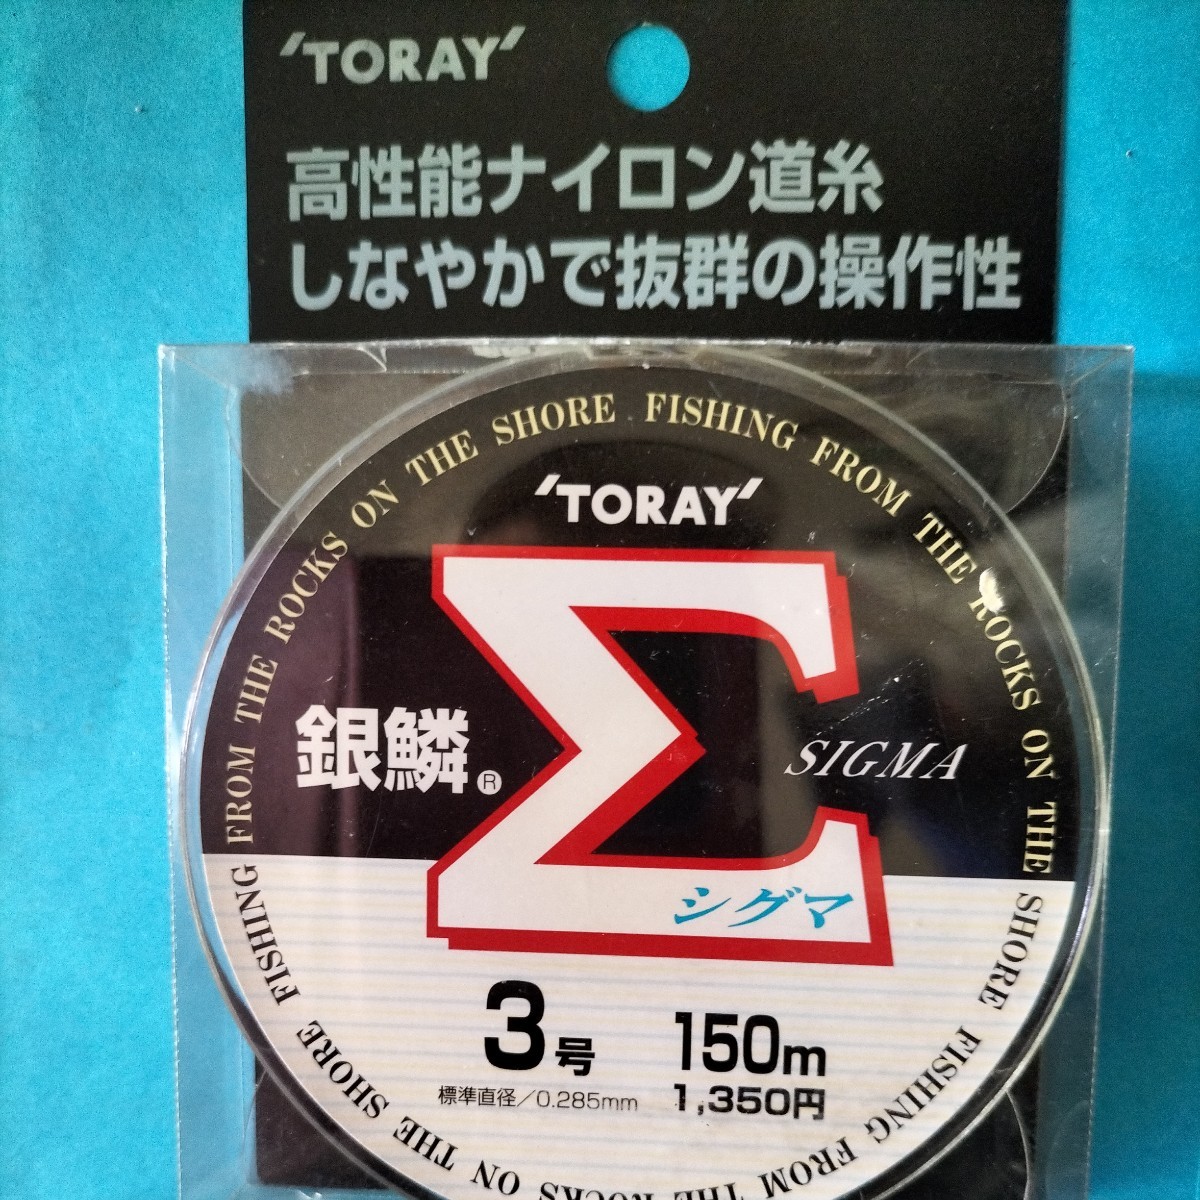 'TORAY'
高性能ナイロン道糸
しなやかで抜群の操作性
FISHING FROM THE ROCKS ON THE SHORE FISHING FROM THE ROCKS ON THE SHORE FISHING FROM THE ROCKS ON THE SHORE
'TORAY'
Σ
銀鱗®
SIGMA
シグマ
3号 150m
標準直径/0.285mm 1,350円